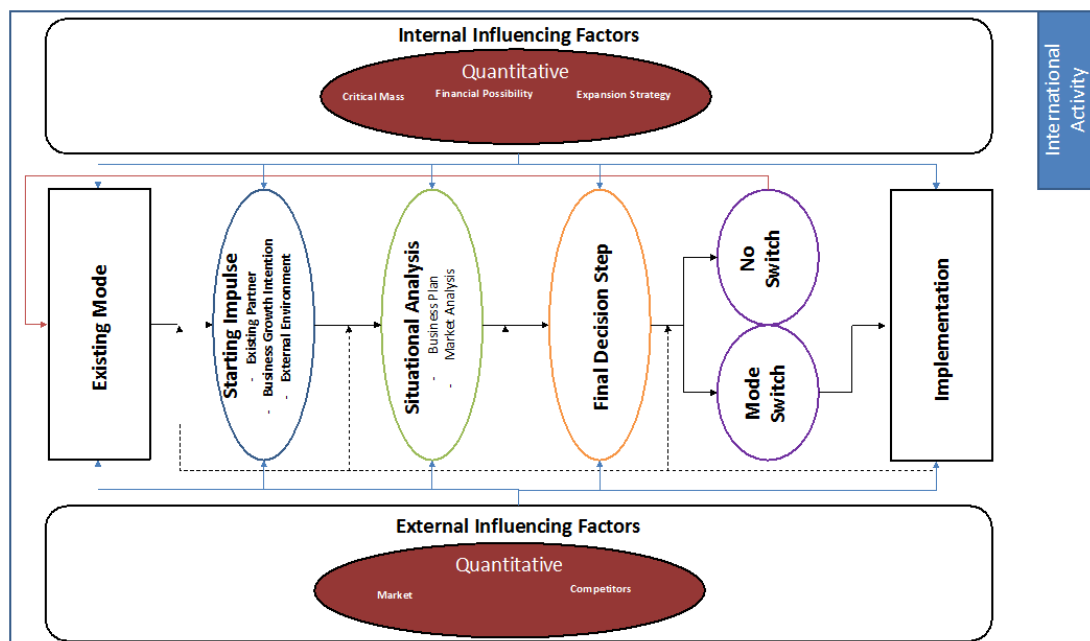 Internal Influencing Factors
Quantitative
Critical Mass
Financial Possibility
Expansion Strategy
International
Activity
Existing Mode
Starting Impulse
- Existing Partner
- Business Growth Intention
- External Environment
Situational Analysis
- Business Plan
- Market Analysis
Final Decision Step
No
Switch
Mode
Switch
Implementation
External Influencing Factors
Quantitative
Market
Competitors